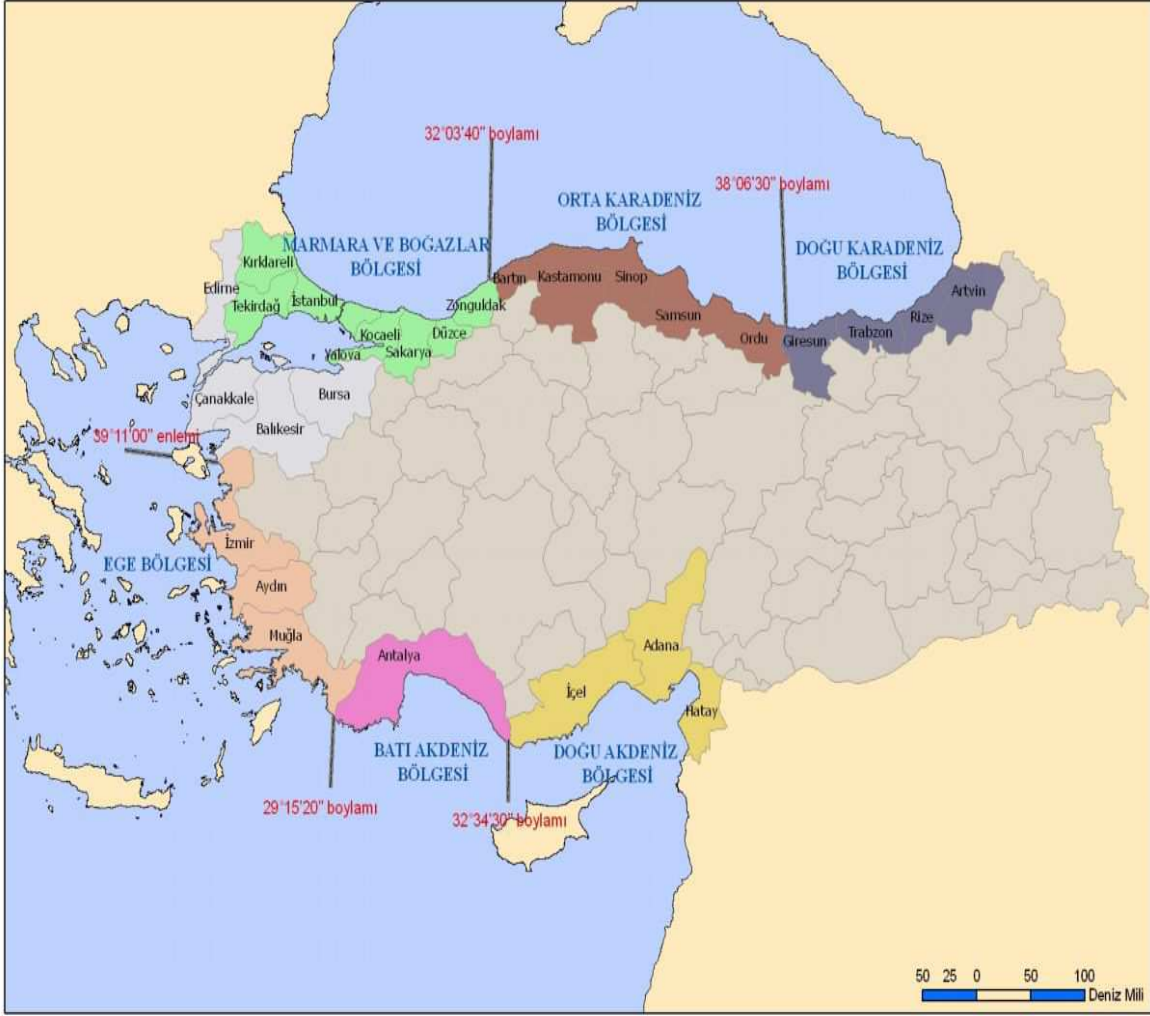 32°03'40" boylamı
38°06'30" boylamı
ORTA KARADENİZ
BÖLGESİ
MARMARA VE BOĞAZLAR
BÖLGESİ
DOĞU KARADENİZ
BÖLGESİ
Kırklareli
Edirne
Tekirdağ
İstanbul
Kocaeli
Yalova
Sakarya
Düzce
Zonguldak
Bartın
Kastamonu
Sinop
Samsun
Ordu
Giresun
Trabzon
Rize
Artvin
Çanakkale
Bursa
Balıkesir
39°11'00" enlemi
İzmir
EGE BÖLGESİ
Aydın
Muğla
Antalya
Adana
İçel
Hatay
BATI AKDENİZ
BÖLGESİ
DOĞU AKDENİZ
BÖLGESİ
29°15'20" boylamı
32°34'30" boylamı
50 25 0 50 100
Deniz Mili